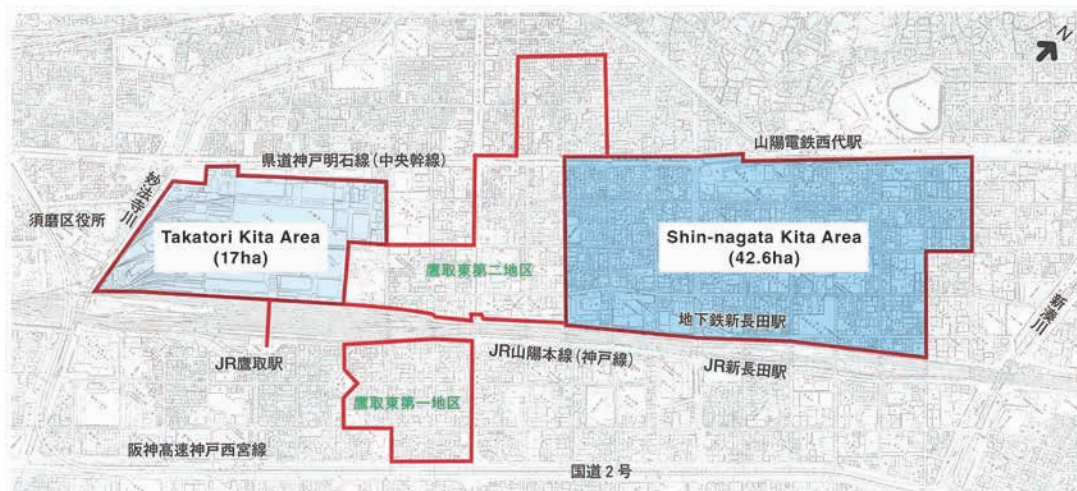 N
山陽電鉄西代駅
県道神戸明石線(中央幹線)
妙法寺川
須磨区役所
Takatori Kita Area
(17ha)
Shin-nagata Kita Area
(42.6ha)
鷹取東第二地区
地下鉄新長田駅
新湊川
JR鷹取駅
JR山陽本線(神戸線)
JR新長田駅
鷹取東第一地区
阪神高速神戸西宮線
国道2号